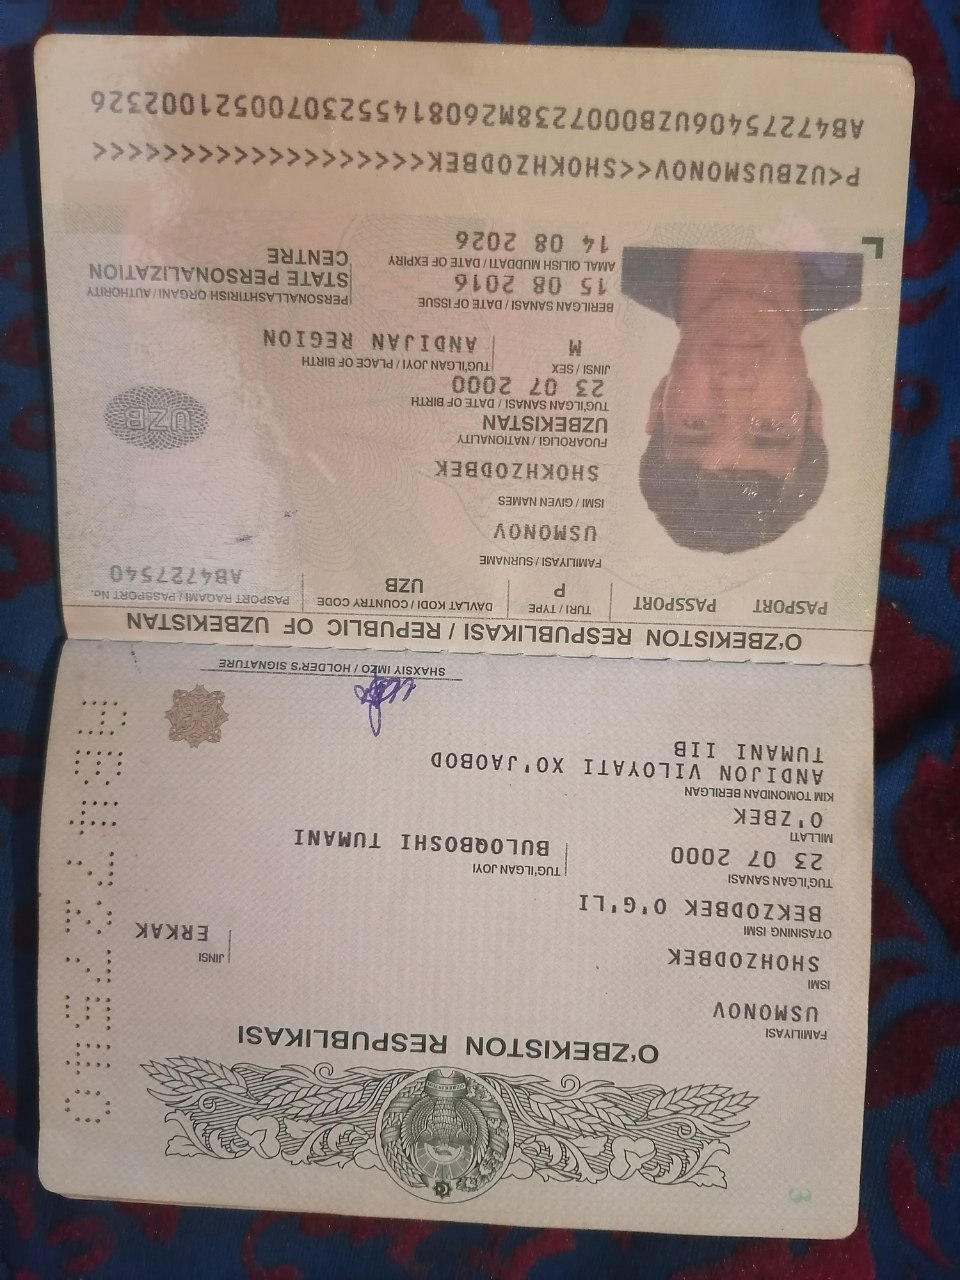 O'ZBEKISTON RESPUBLIKASI
FAMILIYASI
USMONOV
ISMI
SHOHZODBEK
OTASINING ISMI
BEKZODBEK O'G'LI
JINSI
ERKAK
TUG'ILGAN SANASI
23 07 2000
TUG'ILGAN JOYI
BULOQBOSHI TUMANI
MILLATI
O'ZBEK
KIM TOMONIDAN BERILGAN
ANDIJON VILOYATI XO'JAOBOD
TUMANI IIB
SHAXSIY IMZO / HOLDER'S SIGNATURE
O'ZBEKISTON RESPUBLIKASI / REPUBLIC OF UZBEKISTAN
PASPORT PASSPORT
TURI / TYPE
P
DAVLAT KODI / COUNTRY CODE
UZB
PASPORT RAQAMI / PASSPORT No.
AB4727540
FAMILIYASI / SURNAME
USMONOV
ISMI / GIVEN NAMES
SHOKHZODBEK
FUQAROLIGI / NATIONALITY
UZBEKISTAN
UZB
TUG'ILGAN SANASI / DATE OF BIRTH
23 07 2000
JINSI / SEX
M
TUG'ILGAN JOYI / PLACE OF BIRTH
ANDIJAN REGION
BERILGAN SANASI / DATE OF ISSUE
15 08 2016
PERSONALLASHTIRISH ORGANI / AUTHORITY
STATE PERSONALIZATION
CENTRE
AMAL QILISH MUDDATI / DATE OF EXPIRY
14 08 2026
P<UZBUSMONOV<<SHOKHZODBEK<<<<<<<<<<<<<<<<<<<
AB47275406UZB0007238M26081455230700521002326